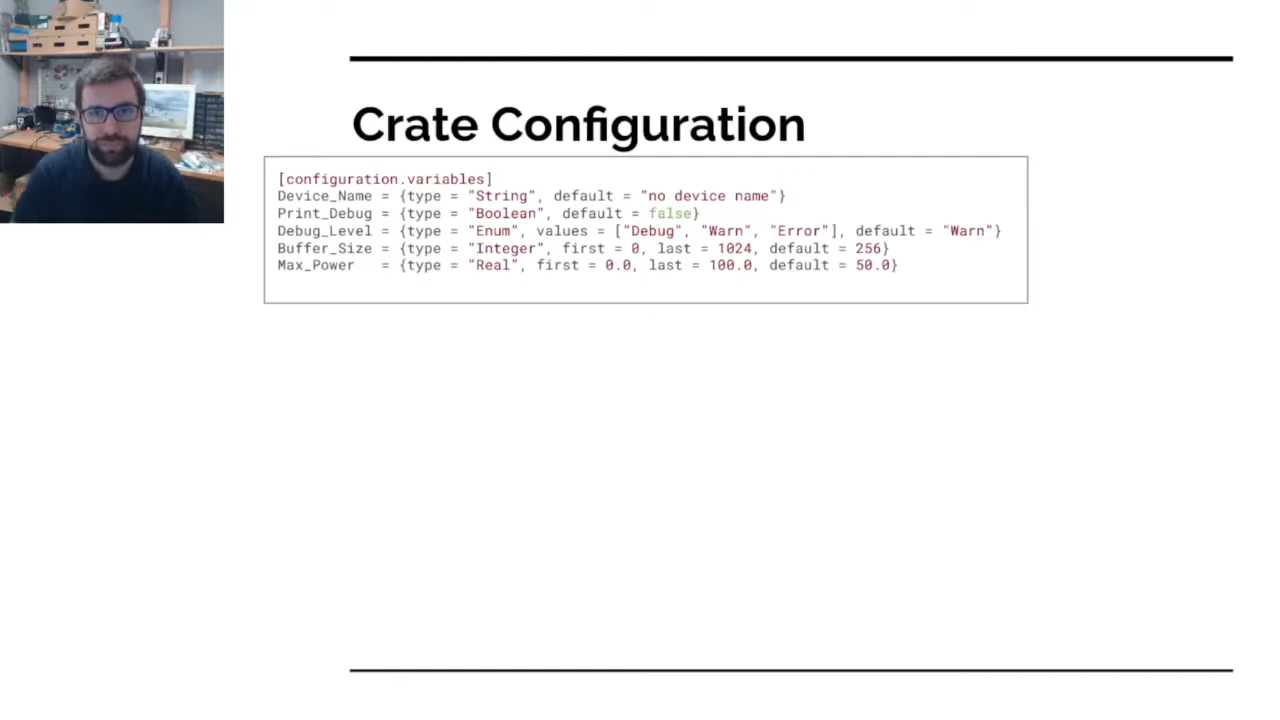 Crate Configuration
[configuration.variables]
Device_Name = {type = "String", default = "no device name"}
Print_Debug = {type = "Boolean", default = false}
Debug_Level = {type = "Enum", values = ["Debug", "Warn", "Error"], default = "Warn"}
Buffer_Size = {type = "Integer", first = 0, last = 1024, default = 256}
Max_Power   = {type = "Real", first = 0.0, last = 100.0, default = 50.0}